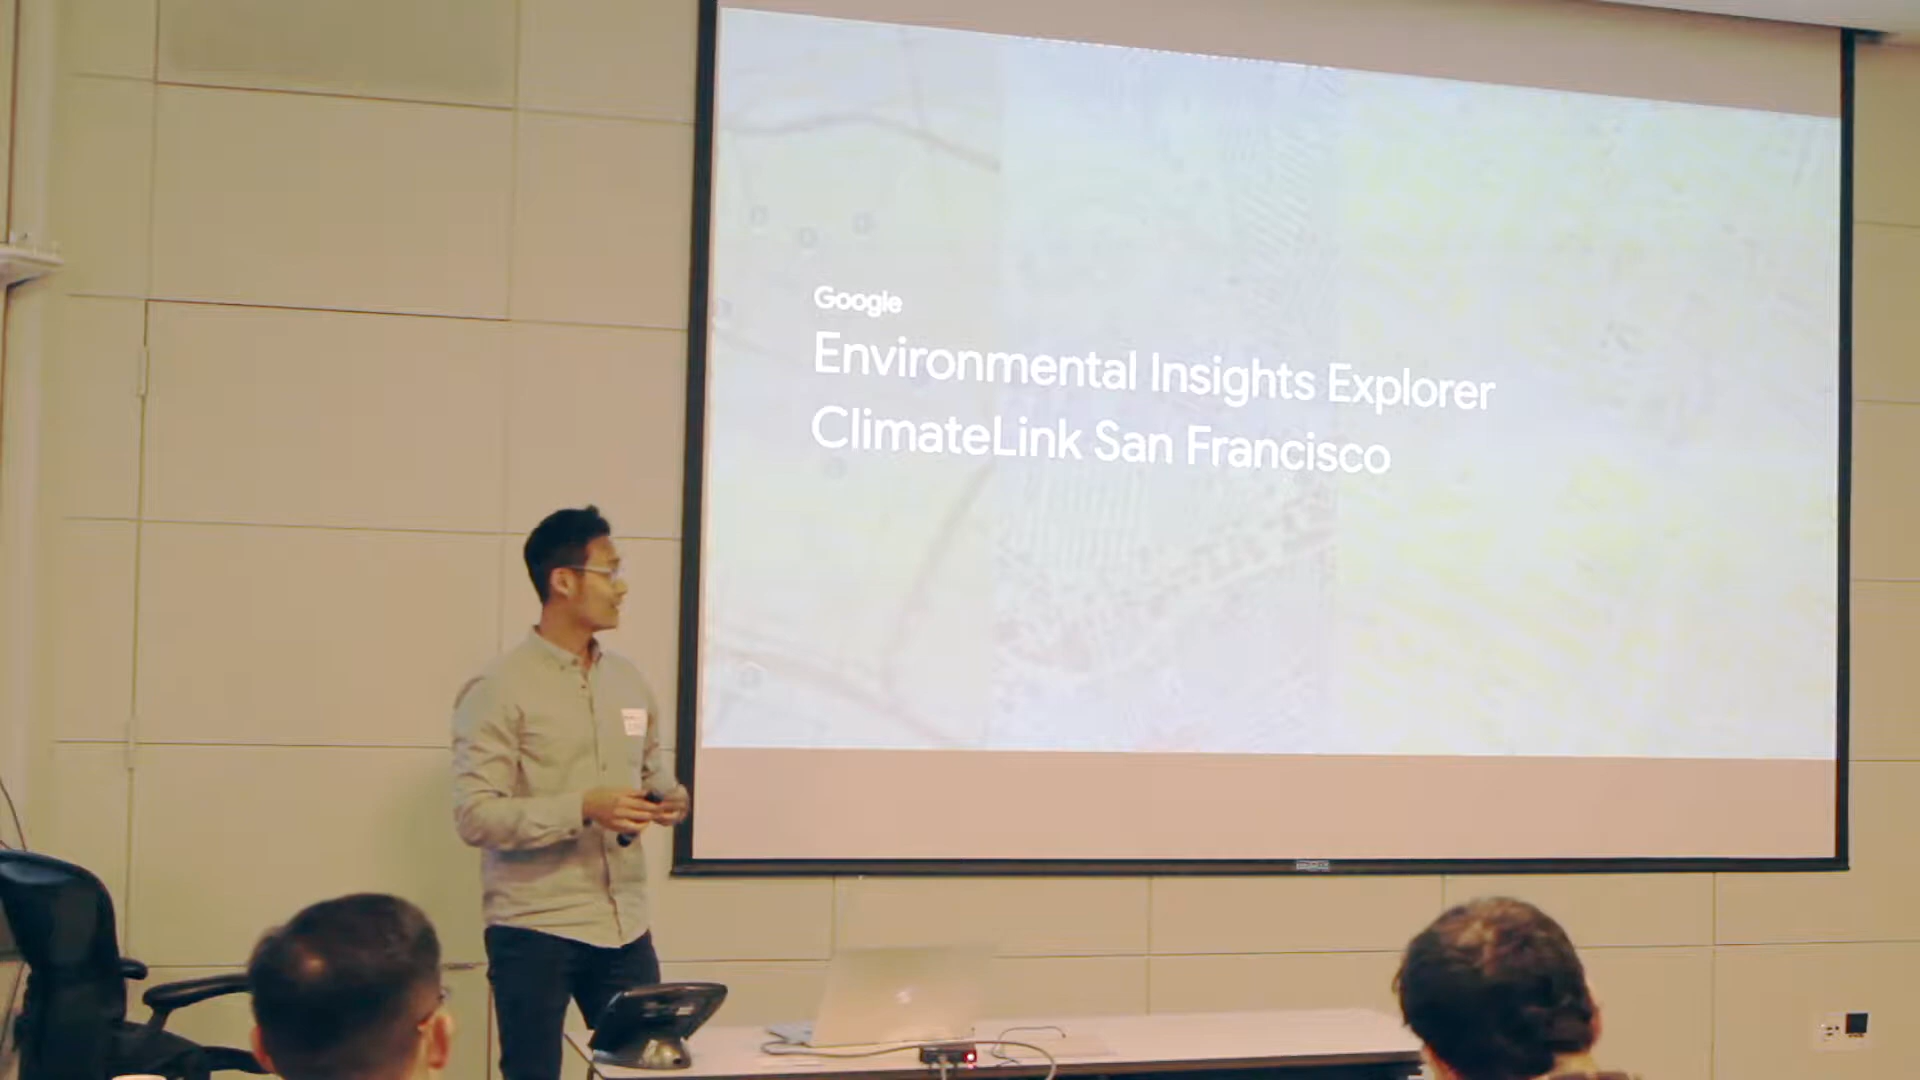 Google
Environmental Insights Explorer
ClimateLink San Francisco